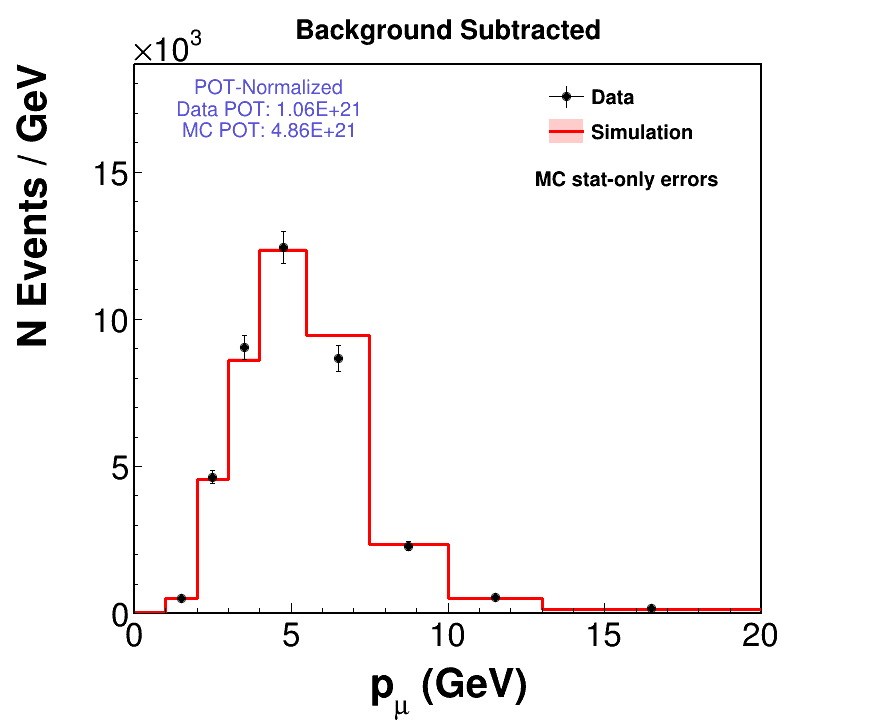 Background Subtracted
×10³
POT-Normalized
Data POT: 1.06E+21
MC POT: 4.86E+21
Data
Simulation
MC stat-only errors
N Events / GeV
15
10
5
0
0 5 10 15 20
pμ (GeV)